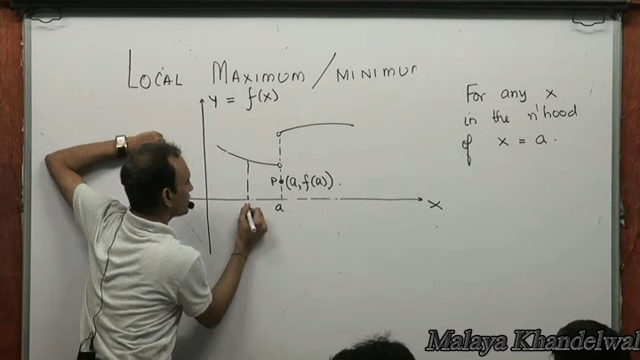 LOCAL MAXIMUM / MINIMUM
Y = f(x)
For any x
in the n'hood
of x = a.
P (a, f(a)).
a
X
Malaya Khandelwal